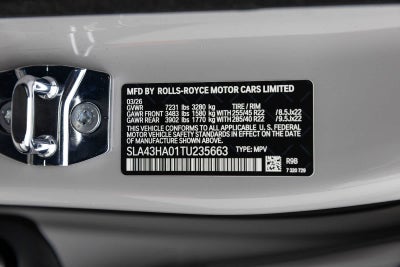 MFD BY ROLLS-ROYCE MOTOR CARS LIMITED
03/26
GVWR 7231 lbs 3280 kg TIRE / RIM
GAWR FRONT 3483 lbs 1580 kg 255/45 R22 /8.5Jx22
GAWR REAR 3902 lbs 1770 kg 285/40 R22 /9.5Jx22
THIS VEHICLE CONFORMS TO ALL APPLICABLE U.S. FEDERAL
MOTOR VEHICLE SAFETY STANDARDS IN EFFECT ON THE
DATE OF MANUFACTURE SHOWN ABOVE.
SLA43HA01TU235663 TYPE: MPV
R9B
7 320 729